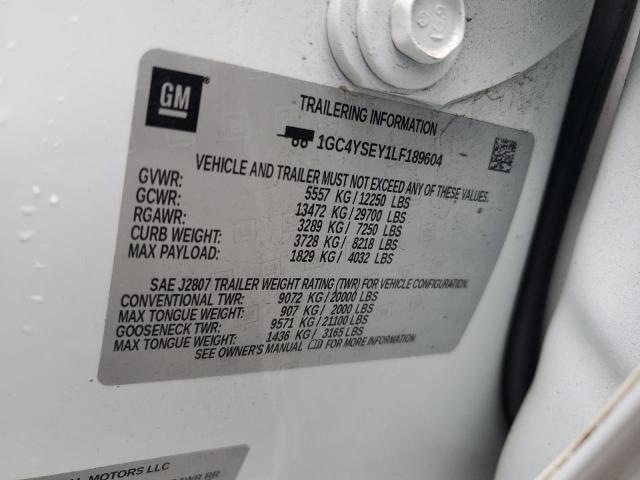 GM
TRAILERING INFORMATION
1GC4YSEY1LF189604
VEHICLE AND TRAILER MUST NOT EXCEED ANY OF THESE VALUES.
GVWR: 5557 KG/12250 LBS
GCWR: 13472 KG/29700 LBS
RGAWR: 3289 KG/ 7250 LBS
CURB WEIGHT: 3728 KG/ 8218 LBS
MAX PAYLOAD: 1829 KG/ 4032 LBS
SAE J2807 TRAILER WEIGHT RATING (TWR) FOR VEHICLE CONFIGURATION.
CONVENTIONAL TWR: 9072 KG/20000 LBS
MAX TONGUE WEIGHT: 907 KG/ 2000 LBS
GOOSENECK TWR: 9571 KG/21100 LBS
MAX TONGUE WEIGHT: 1436 KG/ 3165 LBS
SEE OWNER'S MANUAL FOR MORE INFORMATION
MOTORS LLC
RR